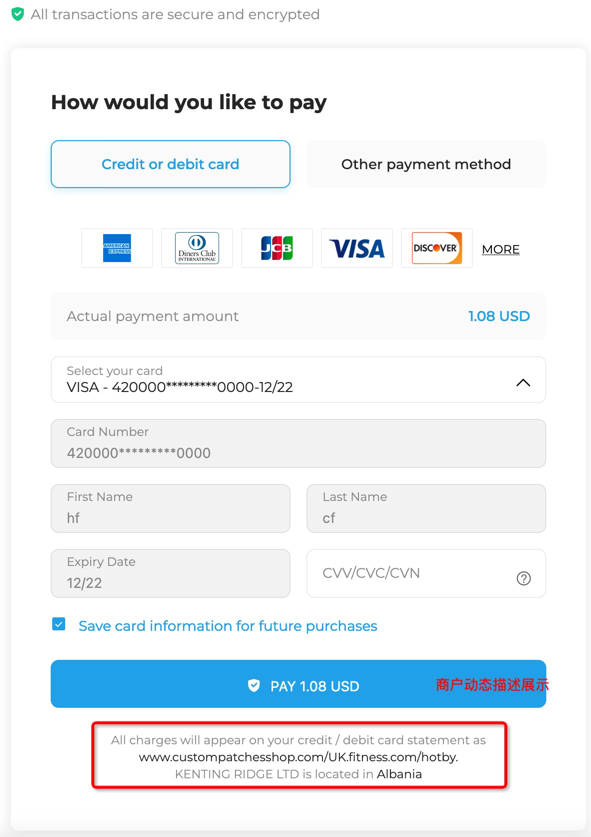 All transactions are secure and encrypted
How would you like to pay
Credit or debit card
Other payment method
AMERICAN EXPRESS
Diners Club
INTERNATIONAL
JCB
VISA
DISCOVER
MORE
Actual payment amount
1.08 USD
Select your card
VISA - 420000*********0000-12/22
Card Number
420000*********0000
First Name
hf
Last Name
cf
Expiry Date
12/22
CVV/CVC/CVN
?
Save card information for future purchases
PAY 1.08 USD
商户动态描述展示
All charges will appear on your credit / debit card statement as
www.custompatchesshop.com/UK.fitness.com/hotby.
KENTING RIDGE LTD is located in Albania